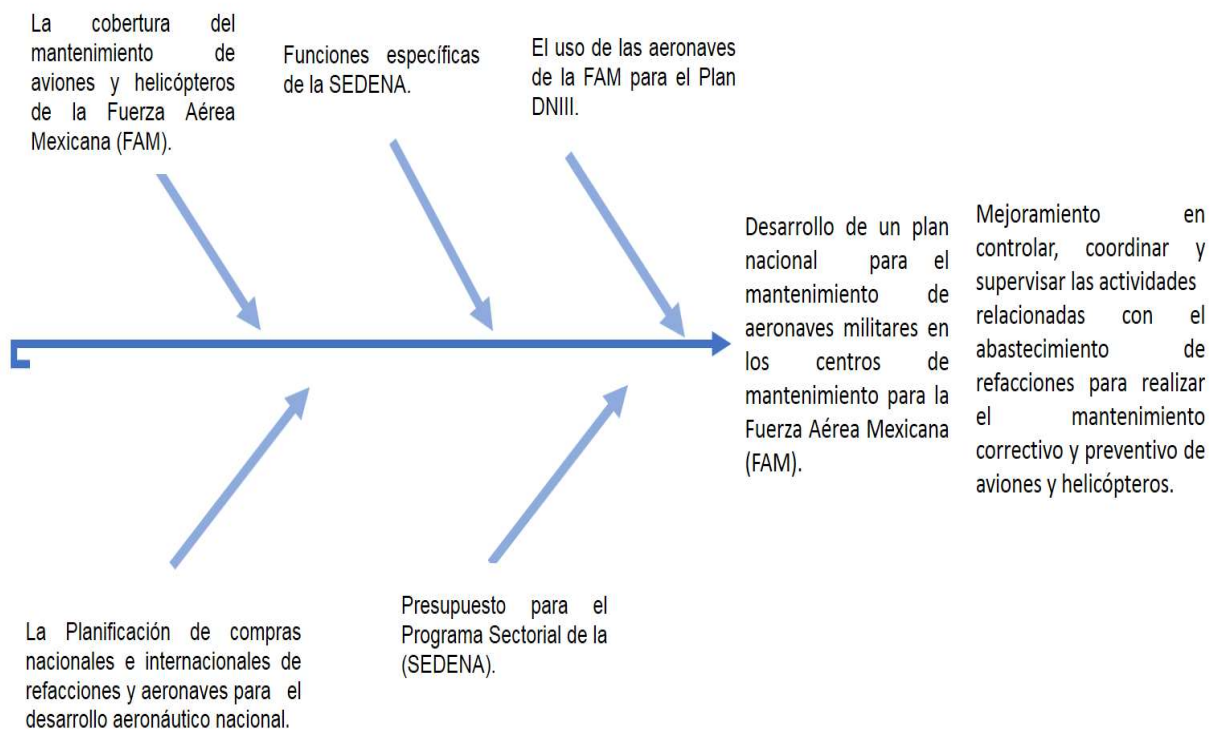 La cobertura del
mantenimiento de
aviones y helicópteros
de la Fuerza Aérea
Mexicana (FAM).
Funciones específicas
de la SEDENA.
El uso de las aeronaves
de la FAM para el Plan
DNIII.
Desarrollo de un plan
nacional para el
mantenimiento de
aeronaves militares en
los centros de
mantenimiento para la
Fuerza Aérea Mexicana
(FAM).
Mejoramiento en
controlar, coordinar y
supervisar las actividades
relacionadas con el
abastecimiento de
refacciones para realizar
el mantenimiento
correctivo y preventivo de
aviones y helicópteros.
La Planificación de compras
nacionales e internacionales de
refacciones y aeronaves para el
desarrollo aeronáutico nacional.
Presupuesto para el
Programa Sectorial de la
(SEDENA).